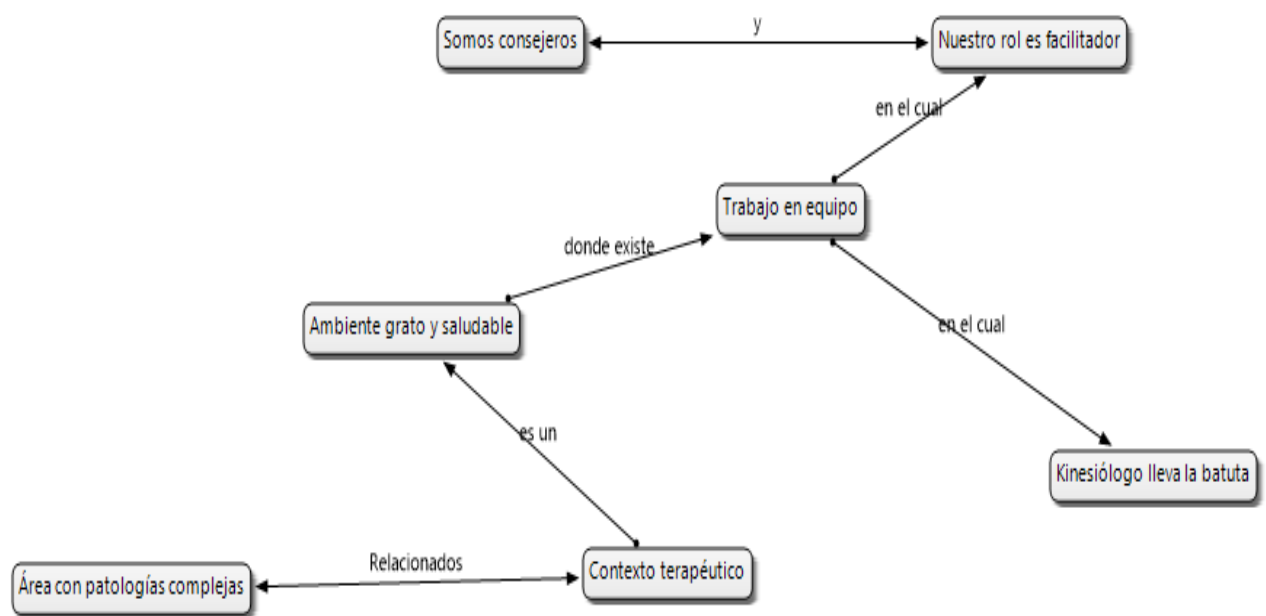 Somos consejeros
y
Nuestro rol es facilitador
en el cual
Trabajo en equipo
donde existe
Ambiente grato y saludable
en el cual
es un
Kinesiólogo lleva la batuta
Relacionados
Contexto terapéutico
Área con patologías complejas